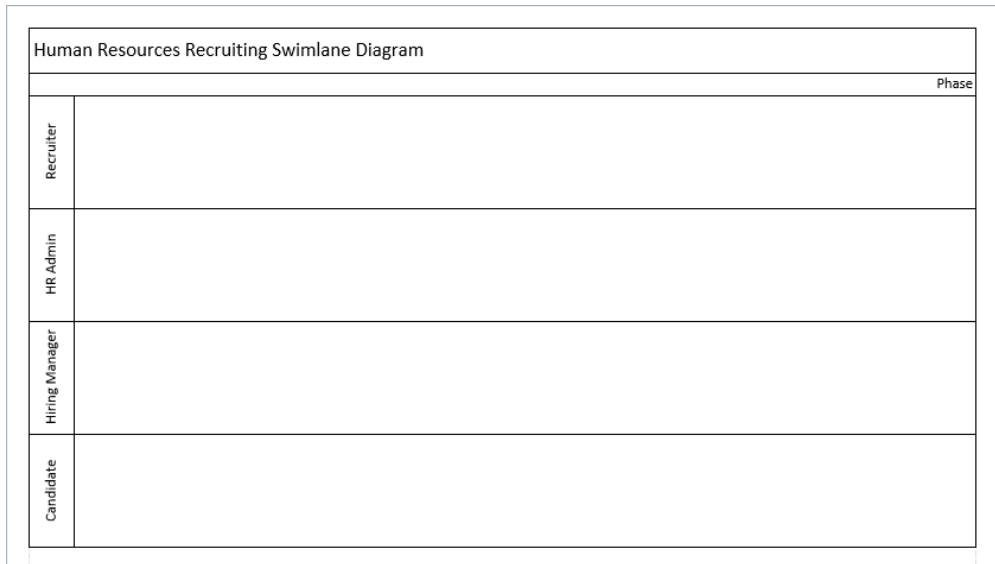 Human Resources Recruiting Swimlane Diagram
Phase
Recruiter
HR Admin
Hiring Manager
Candidate